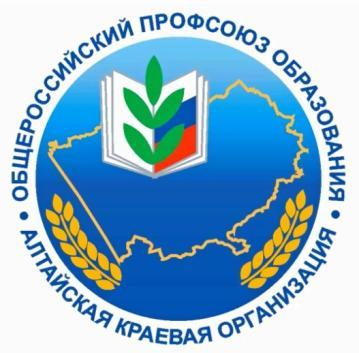 ОБЩЕРОССИЙСКИЙ ПРОФСОЮЗ ОБРАЗОВАНИЯ
АЛТАЙСКАЯ КРАЕВАЯ ОРГАНИЗАЦИЯ